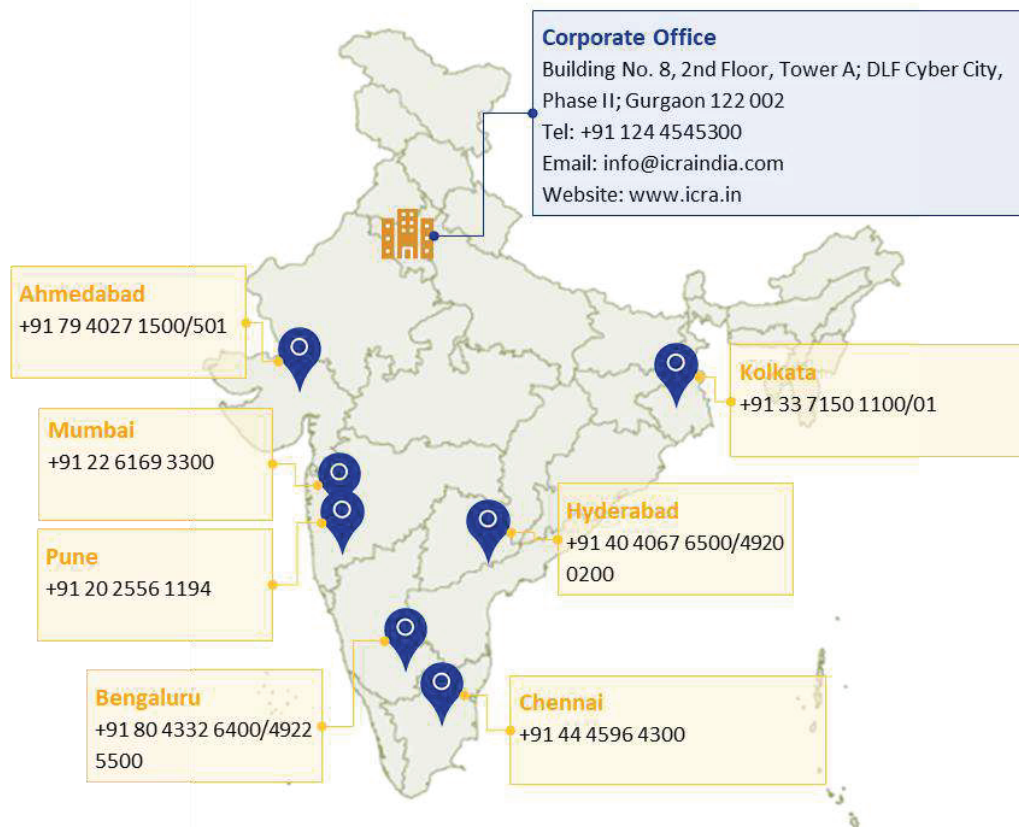 Corporate Office
Building No. 8, 2nd Floor, Tower A; DLF Cyber City,
Phase II; Gurgaon 122 002
Tel: +91 124 4545300
Email: info@icraindia.com
Website: www.icra.in
Ahmedabad
+91 79 4027 1500/501
Kolkata
+91 33 7150 1100/01
Mumbai
+91 22 6169 3300
Hyderabad
+91 40 4067 6500/4920
0200
Pune
+91 20 2556 1194
Bengaluru
+91 80 4332 6400/4922
5500
Chennai
+91 44 4596 4300